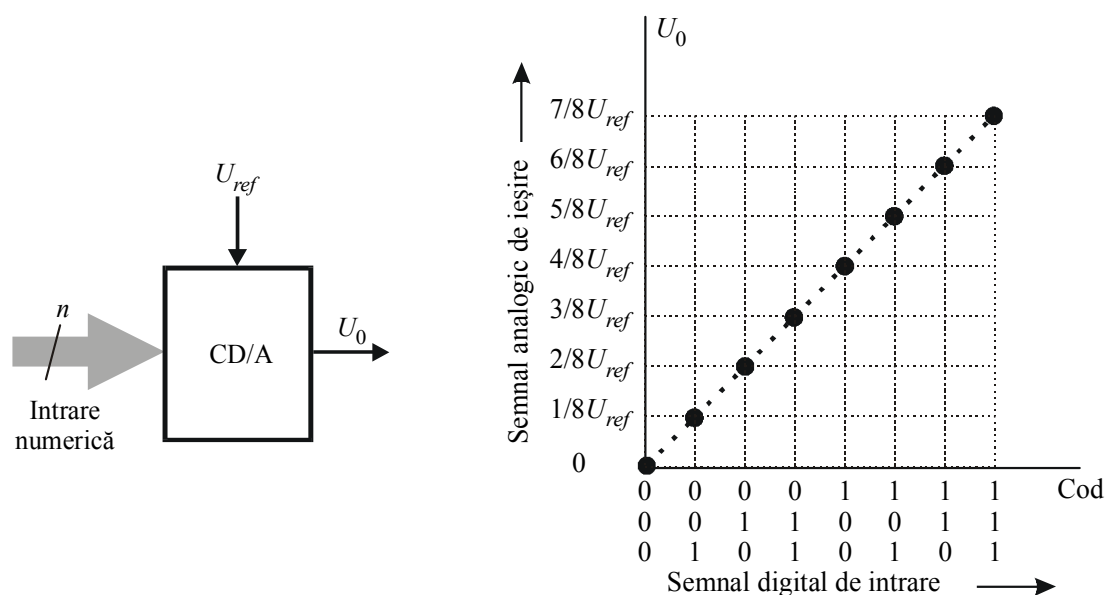 U_ref
n
CD/A
U_0
Intrare
numerică
U_0
Semnal analogic de ieşire
7/8U_ref
6/8U_ref
5/8U_ref
4/8U_ref
3/8U_ref
2/8U_ref
1/8U_ref
0
0 0 0 0 1 1 1 1 Cod
0 0 1 1 0 0 1 1
0 1 0 1 0 1 0 1
Semnal digital de intrare